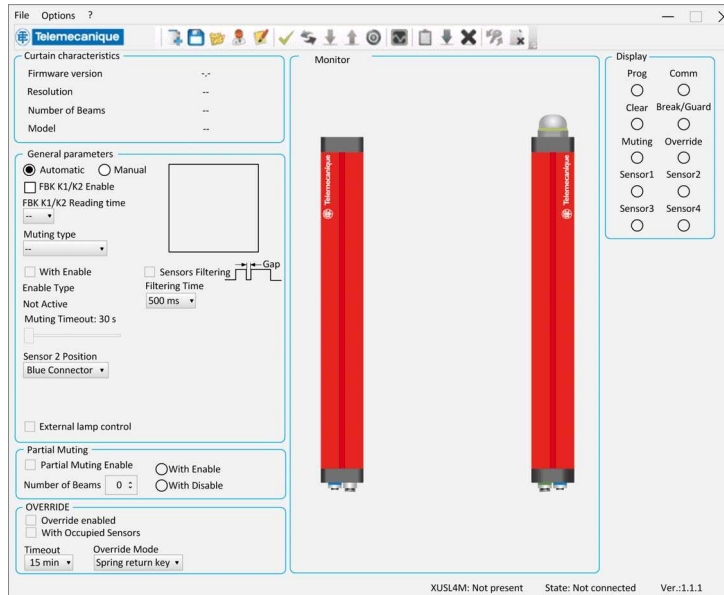 File Options ?
Telemecanique
Curtain characteristics
Firmware version -.-
Resolution --
Number of Beams --
Model --
General parameters
Automatic Manual
FBK K1/K2 Enable
FBK K1/K2 Reading time
--
Muting type
--
With Enable
Sensors Filtering
Gap
Enable Type
Filtering Time
Not Active
500 ms
Muting Timeout: 30 s
Sensor 2 Position
Blue Connector
External lamp control
Partial Muting
Partial Muting Enable
With Enable
Number of Beams 0
With Disable
OVERRIDE
Override enabled
With Occupied Sensors
Timeout Override Mode
15 min Spring return key
Monitor
Telemecanique
Telemecanique
Display
Prog Comm
Clear Break/Guard
Muting Override
Sensor1 Sensor2
Sensor3 Sensor4
XUSL4M: Not present State: Not connected Ver.:1.1.1